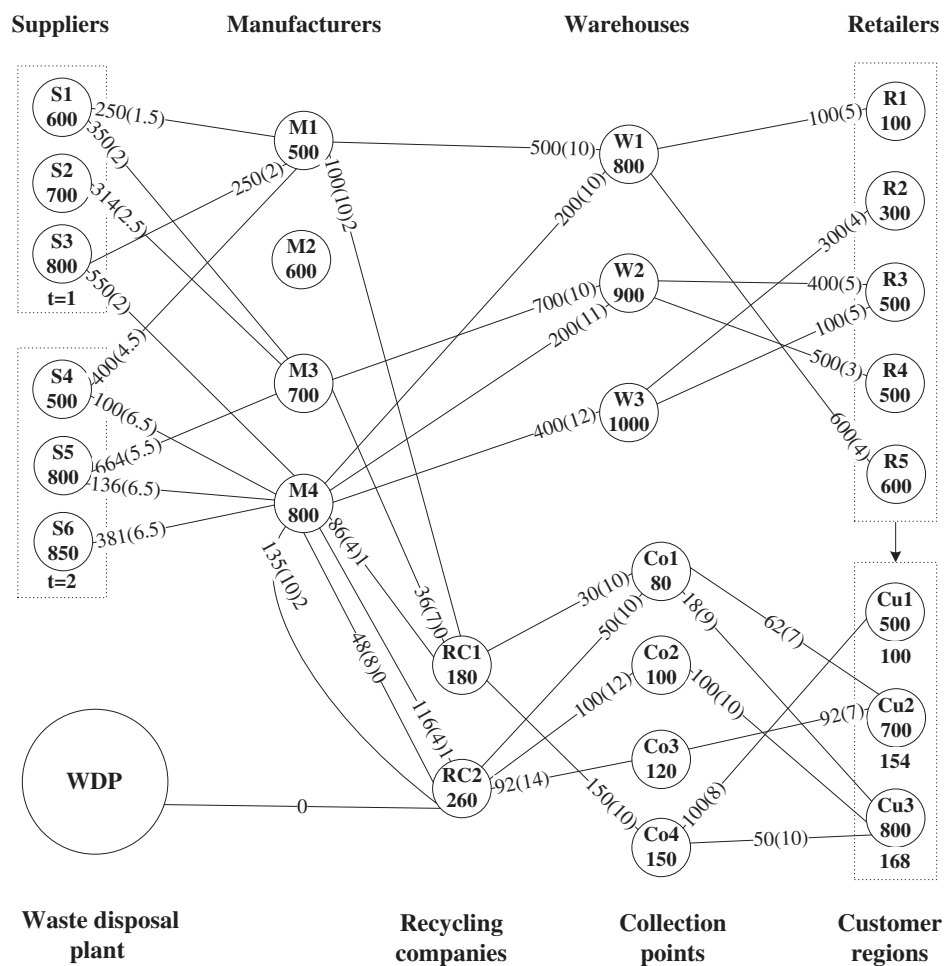 Suppliers
Manufacturers
Warehouses
Retailers
S1
600
S2
700
S3
800
t=1
S4
500
S5
800
S6
850
t=2
M1
500
M2
600
M3
700
M4
800
W1
800
W2
900
W3
1000
R1
100
R2
300
R3
500
R4
500
R5
600
250(1.5)
350(2)
314(2.5)
250(2)
550(2)
400(4.5)
100(6.5)
664(5.5)
136(6.5)
381(6.5)
500(10)
100(10)2
200(10)
700(10)
200(11)
400(12)
100(5)
300(4)
400(5)
100(5)
500(3)
600(4)
86(4)1
36(7)0
135(10)2
48(8)0
116(4)1
RC1
180
RC2
260
30(10)
50(10)
100(12)
92(14)
150(10)
Co1
80
Co2
100
Co3
120
Co4
150
62(7)
18(9)
100(10)
92(7)
100(8)
50(10)
Cu1
500
100
Cu2
700
154
Cu3
800
168
WDP
0
Waste disposal
plant
Recycling
companies
Collection
points
Customer
regions